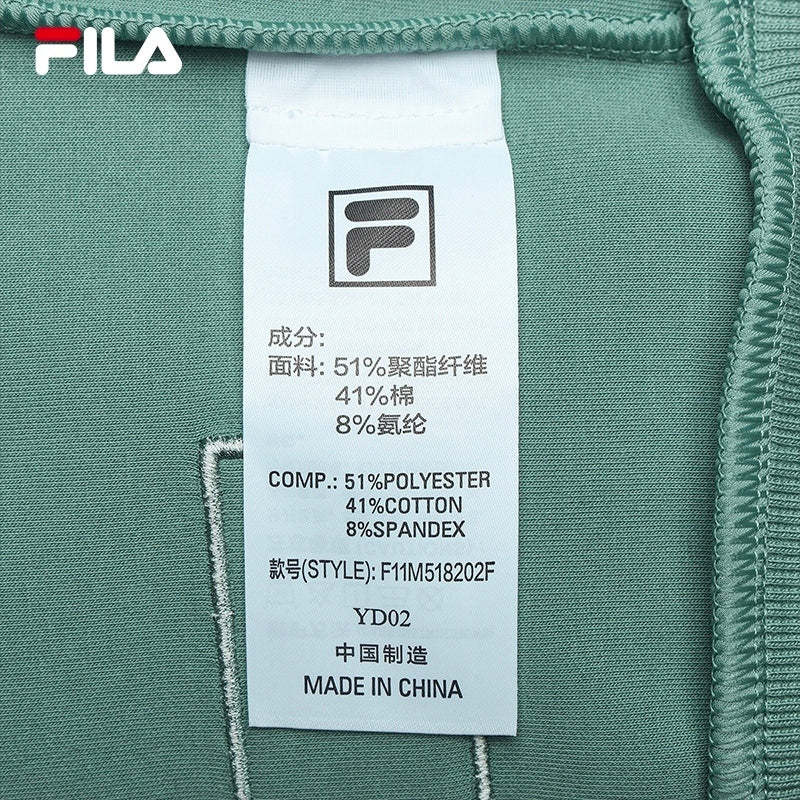 FILA
F
成分:
面料: 51%聚酯纤维
41%棉
8%氨纶
COMP.: 51%POLYESTER
41%COTTON
8%SPANDEX
款号(STYLE): F11M518202F
YD02
中国制造
MADE IN CHINA